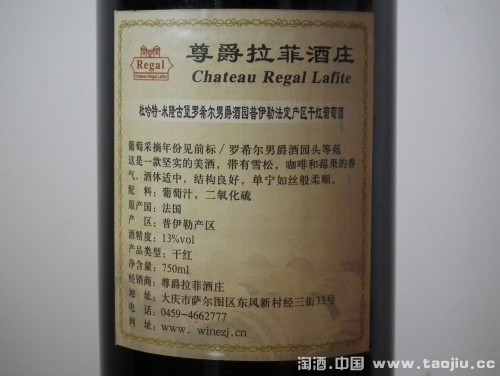 Regal
Chateau Regal Lafite
尊爵拉菲酒庄
Chateau Regal Lafite
杜哈特-米隆古堡罗希尔男爵酒园普伊勒法定产区干红葡萄酒
葡萄采摘年份见瓶前标/罗希尔男爵酒园头等苑
这是一款坚实的美酒，带有雪松，咖啡和莓果的香
气，酒体适中，结构良好，单宁如丝般柔顺。
配 料：葡萄汁，二氧化硫
原产国：法国
产 区：普伊勒产区
酒精度：13%vol
产品类型：干红
净含量：750ml
经销商：尊爵拉菲酒庄
地 址：大庆市萨尔图区东风新村经三街33号
电 话：0459-4662777
网 址：www.winezj.cn
淘酒.中国 www.taojiu.cc